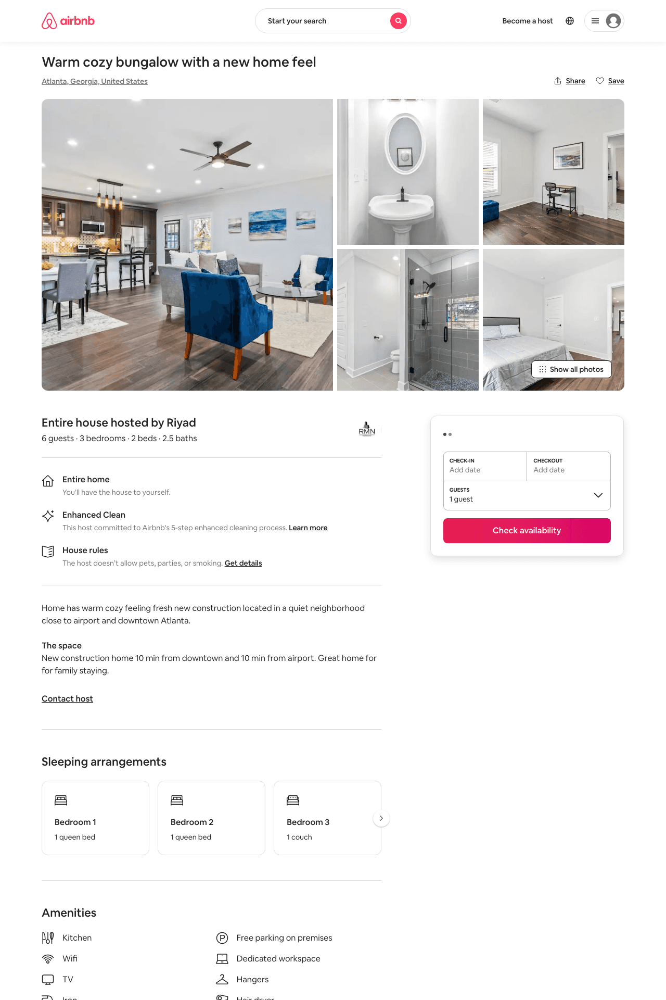 airbnb
Start your search
Become a host
Warm cozy bungalow with a new home feel
Atlanta, Georgia, United States
Share
Save
Show all photos
Entire house hosted by Riyad
6 guests · 3 bedrooms · 2 beds · 2.5 baths
RMN
CHECK-IN
Add date
CHECKOUT
Add date
GUESTS
1 guest
Check availability
Entire home
You’ll have the house to yourself.
Enhanced Clean
This host committed to Airbnb's 5-step enhanced cleaning process. Learn more
House rules
The host doesn’t allow pets, parties, or smoking. Get details
Home has warm cozy feeling fresh new construction located in a quiet neighborhood
close to airport and downtown Atlanta.
The space
New construction home 10 min from downtown and 10 min from airport. Great home for
for family staying.
Contact host
Sleeping arrangements
Bedroom 1
1 queen bed
Bedroom 2
1 queen bed
Bedroom 3
1 couch
Amenities
Kitchen
Free parking on premises
Wifi
Dedicated workspace
TV
Hangers
Iron
Hair dryer